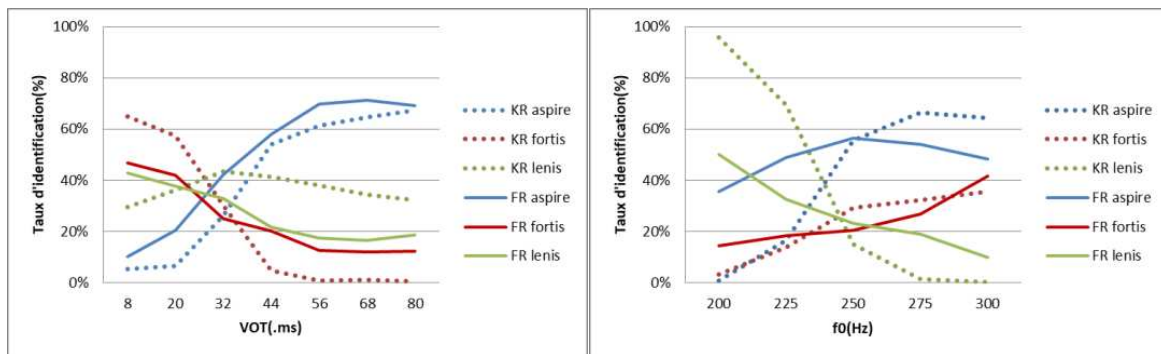 100%
80%
60%
40%
20%
0%
Taux d'identification(%)
8 20 32 44 56 68 80
VOT(.ms)
KR aspire
KR fortis
KR lenis
FR aspire
FR fortis
FR lenis
100%
80%
60%
40%
20%
0%
Taux d'identification(%)
200 225 250 275 300
f0(Hz)
KR aspire
KR fortis
KR lenis
FR aspire
FR fortis
FR lenis